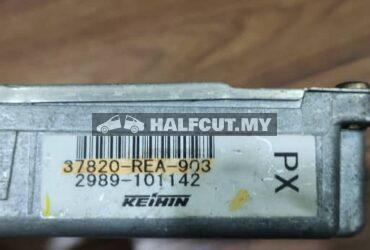 HALFCUT.MY
37820-REA-903
2989-101142
KEIHIN
PX